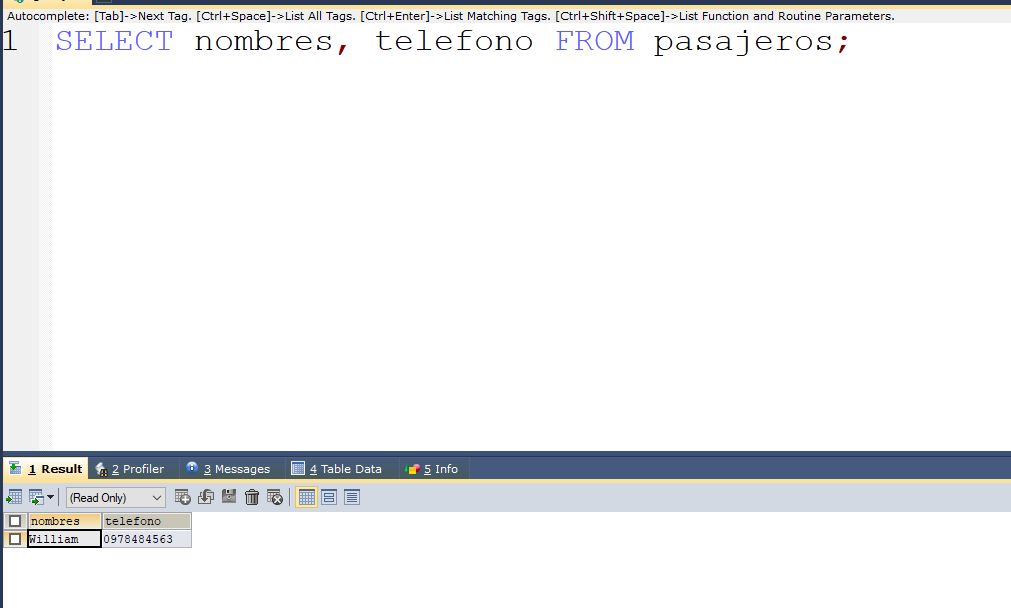 Autocomplete: [Tab]->Next Tag. [Ctrl+Space]->List All Tags. [Ctrl+Enter]->List Matching Tags. [Ctrl+Shift+Space]->List Function and Routine Parameters.
1 SELECT nombres, telefono FROM pasajeros;
1 Result 2 Profiler 3 Messages 4 Table Data 5 Info
(Read Only)
nombres telefono
William 0978484563